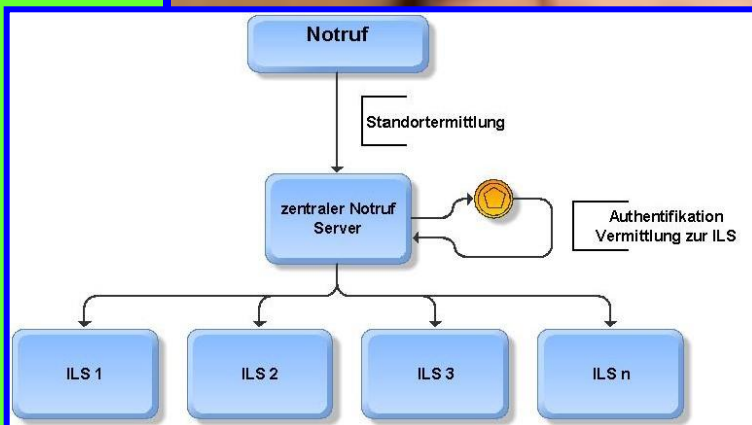 Notruf
Standortermittlung
zentraler Notruf
Server
Authentifikation
Vermittlung zur ILS
ILS 1
ILS 2
ILS 3
ILS n